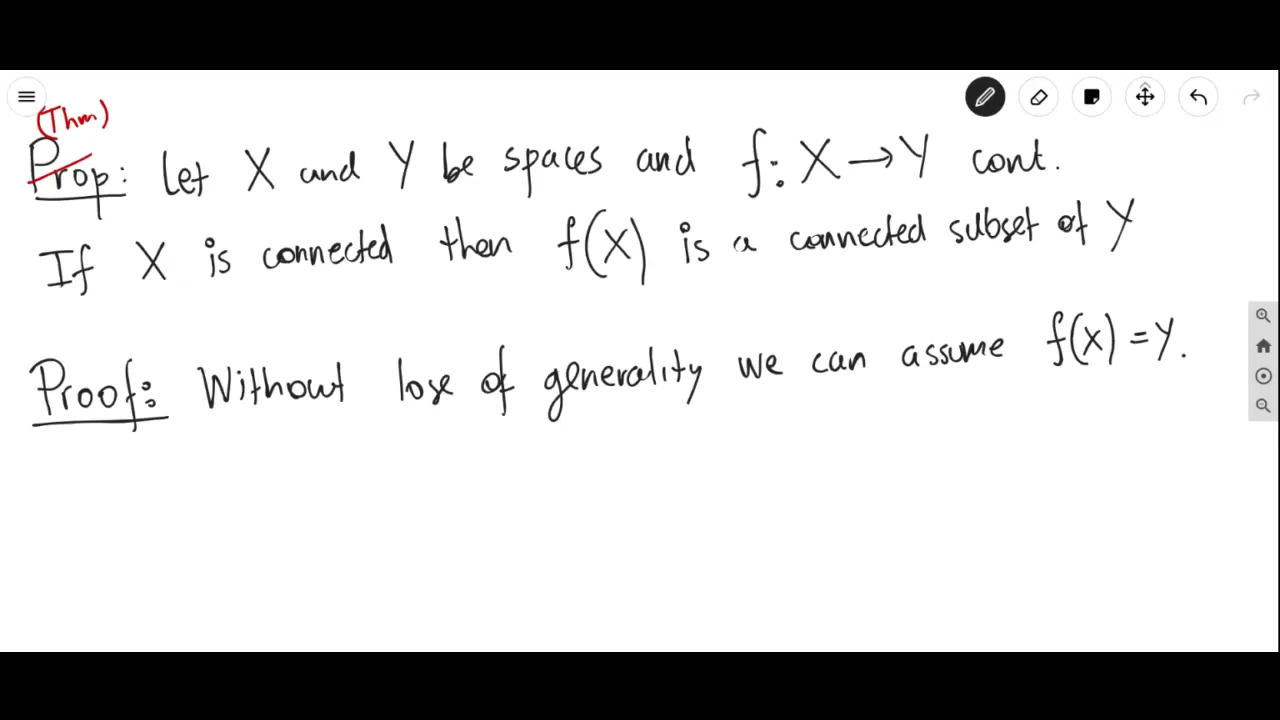 (Thm)
Prop: Let X and Y be spaces and f: X → Y cont.
If X is connected then f(X) is a connected subset of Y
Proof: Without lose of generality we can assume f(X) = Y.